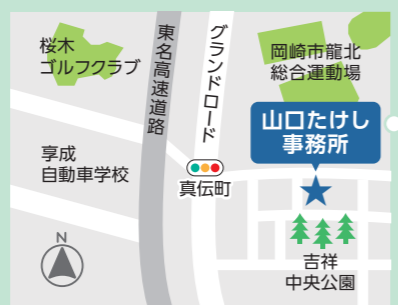 桜木
ゴルフクラブ
東名高速道路
グランドロード
岡崎市龍北
総合運動場
山口たけし
事務所
享成
自動車学校
真伝町
吉祥
中央公園
N